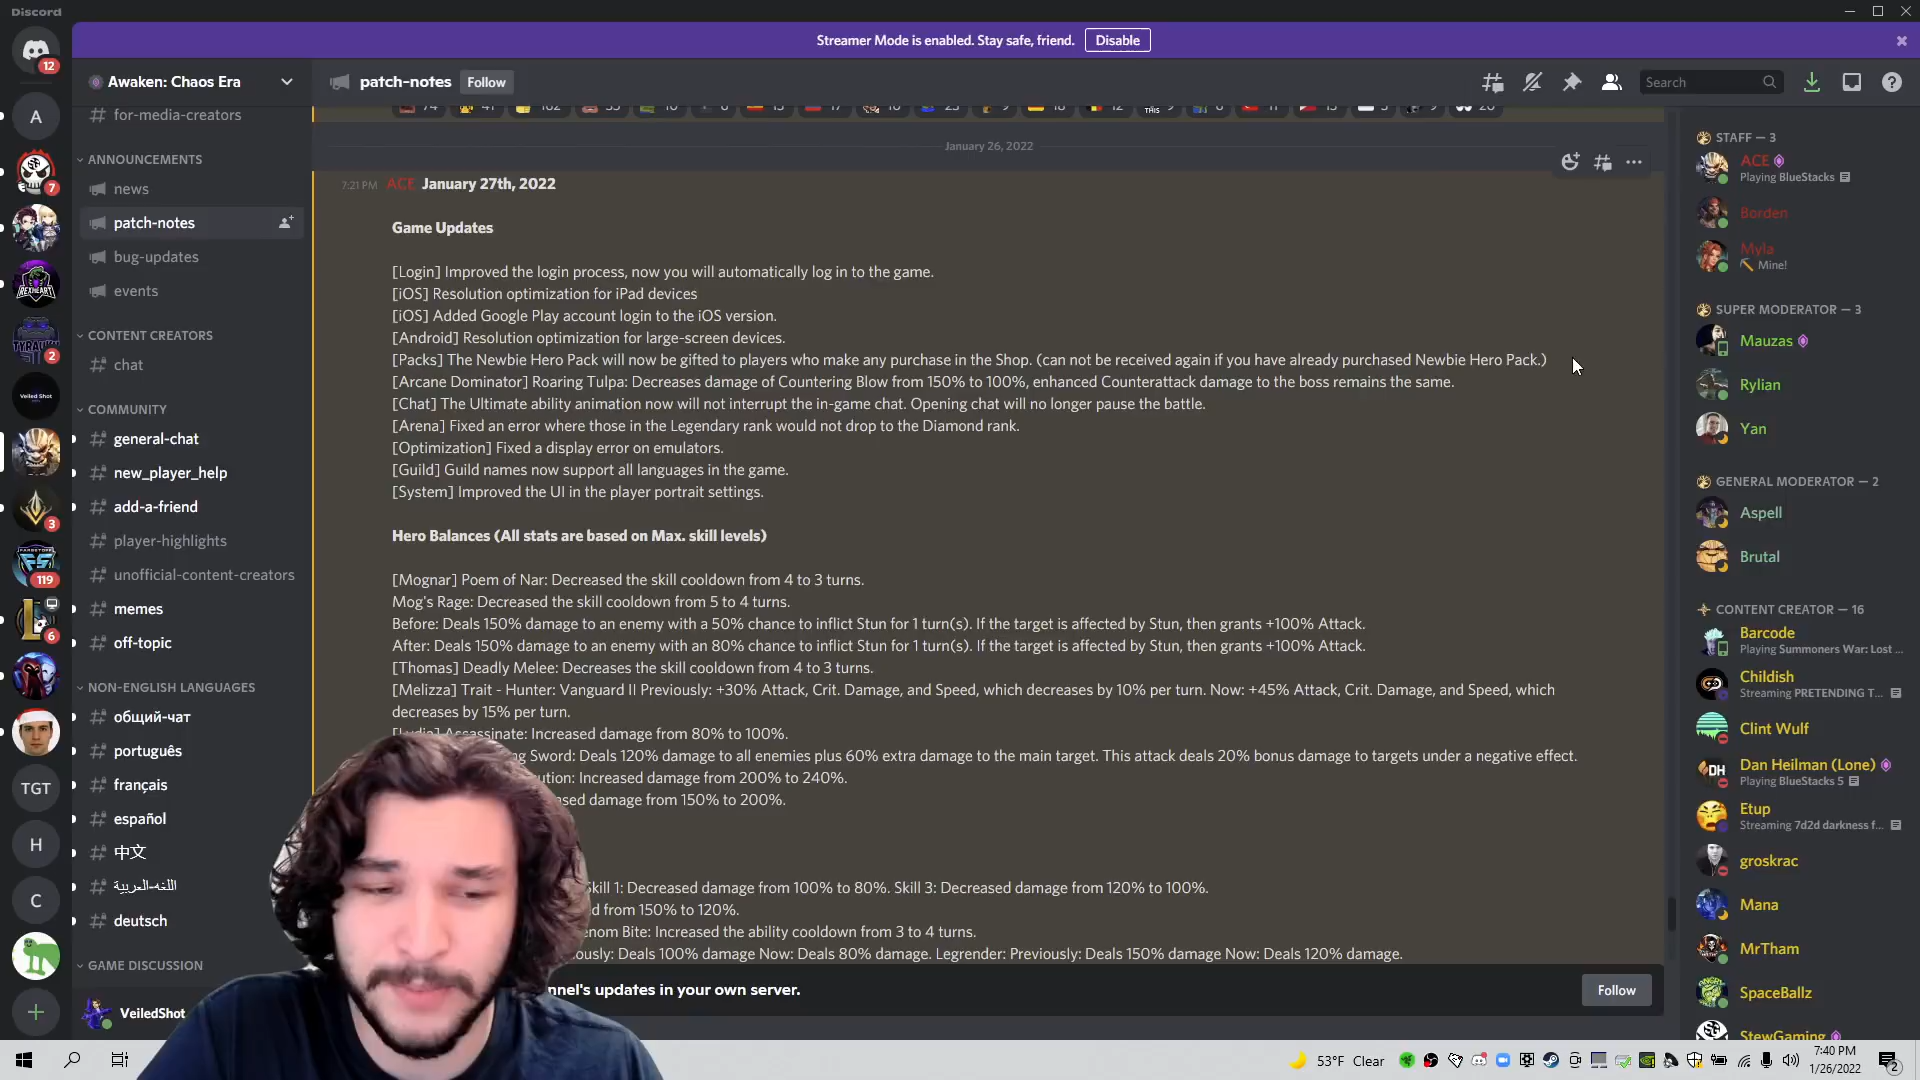 Discord
Streamer Mode is enabled. Stay safe, friend. Disable
Awaken: Chaos Era
patch-notes Follow
Search
for-media-creators
ANNOUNCEMENTS
news
patch-notes
bug-updates
events
CONTENT CREATORS
chat
COMMUNITY
general-chat
new_player_help
add-a-friend
player-highlights
unofficial-content-creators
memes
off-topic
NON-ENGLISH LANGUAGES
общий-чат
português
français
español
中文
اللغه-العربية
deutsch
GAME DISCUSSION
VeiledShot
12
A
7
2
Veiled Shot
3
119
6
TGT
H
C
January 26, 2022
7:21 PM ACE January 27th, 2022
Game Updates
[Login] Improved the login process, now you will automatically log in to the game.
[iOS] Resolution optimization for iPad devices
[iOS] Added Google Play account login to the iOS version.
[Android] Resolution optimization for large-screen devices.
[Packs] The Newbie Hero Pack will now be gifted to players who make any purchase in the Shop. (can not be received again if you have already purchased Newbie Hero Pack.)
[Arcane Dominator] Roaring Tulpa: Decreases damage of Countering Blow from 150% to 100%, enhanced Counterattack damage to the boss remains the same.
[Chat] The Ultimate ability animation now will not interrupt the in-game chat. Opening chat will no longer pause the battle.
[Arena] Fixed an error where those in the Legendary rank would not drop to the Diamond rank.
[Optimization] Fixed a display error on emulators.
[Guild] Guild names now support all languages in the game.
[System] Improved the UI in the player portrait settings.
Hero Balances (All stats are based on Max. skill levels)
[Mognar] Poem of Nar: Decreased the skill cooldown from 4 to 3 turns.
Mog's Rage: Decreased the skill cooldown from 5 to 4 turns.
Before: Deals 150% damage to an enemy with a 50% chance to inflict Stun for 1 turn(s). If the target is affected by Stun, then grants +100% Attack.
After: Deals 150% damage to an enemy with an 80% chance to inflict Stun for 1 turn(s). If the target is affected by Stun, then grants +100% Attack.
[Thomas] Deadly Melee: Decreases the skill cooldown from 4 to 3 turns.
[Melizza] Trait - Hunter: Vanguard II Previously: +30% Attack, Crit. Damage, and Speed, which decreases by 10% per turn. Now: +45% Attack, Crit. Damage, and Speed, which
decreases by 15% per turn.
Assassinate: Increased damage from 80% to 100%.
Sword: Deals 120% damage to all enemies plus 60% extra damage to the main target. This attack deals 20% bonus damage to targets under a negative effect.
ution: Increased damage from 200% to 240%.
sed damage from 150% to 200%.
Skill 1: Decreased damage from 100% to 80%. Skill 3: Decreased damage from 120% to 100%.
d from 150% to 120%.
enom Bite: Increased the ability cooldown from 3 to 4 turns.
ously: Deals 100% damage Now: Deals 80% damage. Legrender: Previously: Deals 150% damage Now: Deals 120% damage.
nnel's updates in your own server. Follow
STAFF — 3
ACE
Playing BlueStacks
Borden
Myla
Mine!
SUPER MODERATOR — 3
Mauzas
Rylian
Yan
GENERAL MODERATOR — 2
Aspell
Brutal
CONTENT CREATOR — 16
Barcode
Playing Summoners War: Lost ...
Childish
Streaming PRETENDING T...
Clint Wulf
Dan Heilman (Lone)
Playing BlueStacks 5
Etup
Streaming 7d2d darkness f...
groskrac
Mana
MrTham
SpaceBallz
StewGaming
53°F Clear
7:40 PM
1/26/2022
2